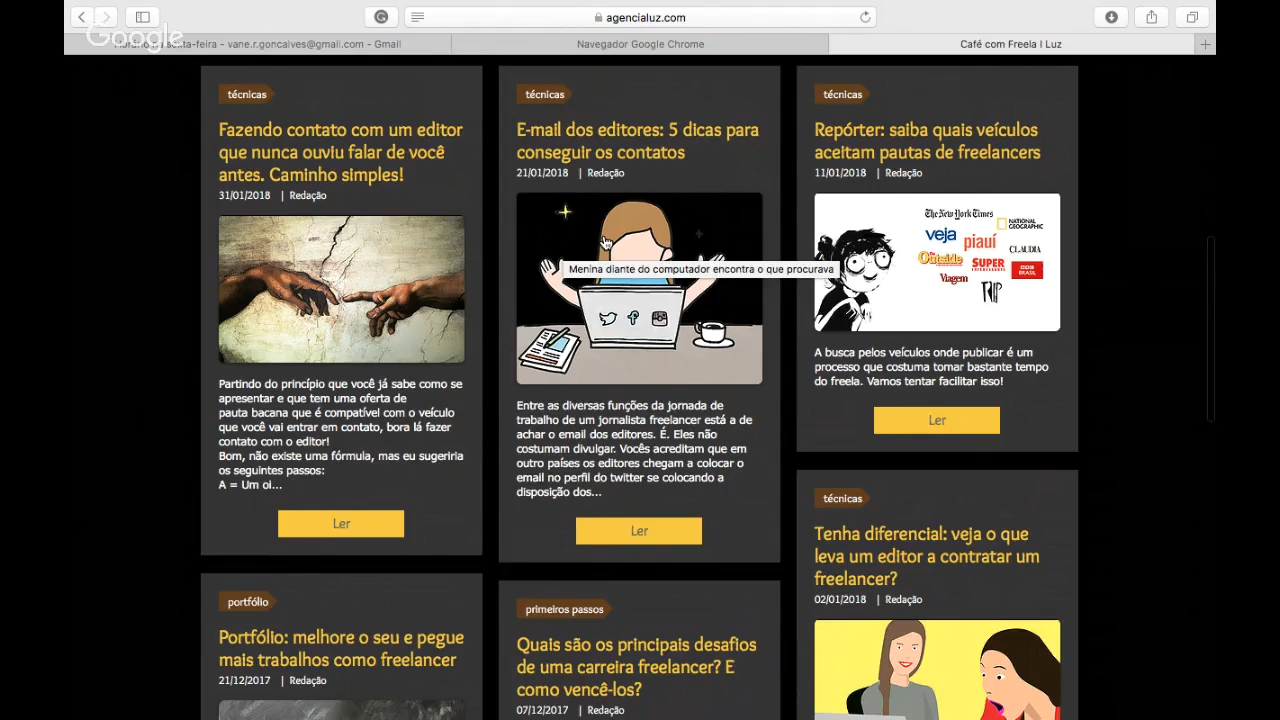 agencialuz.com
Google
sexta-feira - vane.r.goncalves@gmail.com - Gmail
Navegador Google Chrome
Café com Freela | Luz
técnicas
Fazendo contato com um editor
que nunca ouviu falar de você
antes. Caminho simples!
31/01/2018 | Redação
Partindo do princípio que você já sabe como se
apresentar e que tem uma oferta de
pauta bacana que é compatível com o veículo
que você vai entrar em contato, bora lá fazer
contato com o editor!
Bom, não existe uma fórmula, mas eu sugeriria
os seguintes passos:
A = Um oi...
Ler
técnicas
E-mail dos editores: 5 dicas para
conseguir os contatos
21/01/2018 | Redação
Menina diante do computador encontra o que procurava
Entre as diversas funções da jornada de
trabalho de um jornalista freelancer está a de
achar o email dos editores. É. Eles não
costumam divulgar. Vocês acreditam que em
outro países os editores chegam a colocar o
email no perfil do twitter se colocando a
disposição dos...
Ler
técnicas
Repórter: saiba quais veículos
aceitam pautas de freelancers
11/01/2018 | Redação
The New York Times
NATIONAL
GEOGRAPHIC
veja
piauí
CLAUDIA
Outside
SUPER
INTERESSANTE
BBC
BRASIL
Viagem
TRIP
A busca pelos veículos onde publicar é um
processo que costuma tomar bastante tempo
do freela. Vamos tentar facilitar isso!
Ler
portfólio
Portfólio: melhore o seu e pegue
mais trabalhos como freelancer
21/12/2017 | Redação
primeiros passos
Quais são os principais desafios
de uma carreira freelancer? E
como vencê-los?
07/12/2017 | Redação
técnicas
Tenha diferencial: veja o que
leva um editor a contratar um
freelancer?
02/01/2018 | Redação